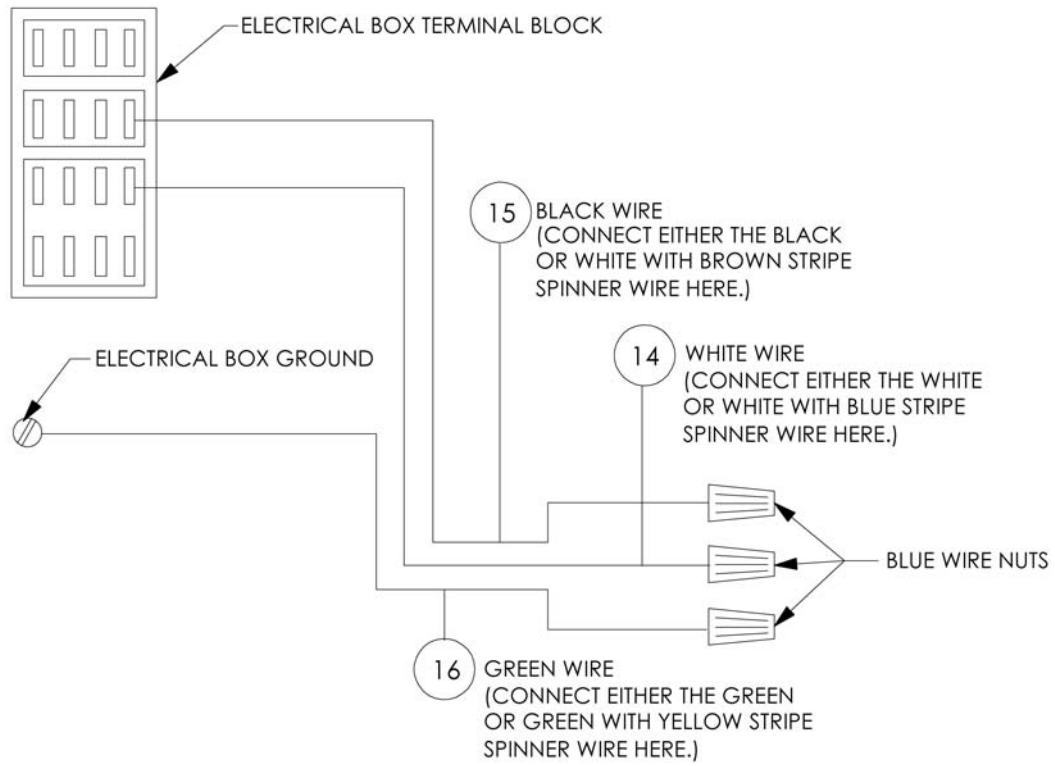 ELECTRICAL BOX TERMINAL BLOCK
15
BLACK WIRE
(CONNECT EITHER THE BLACK
OR WHITE WITH BROWN STRIPE
SPINNER WIRE HERE.)
ELECTRICAL BOX GROUND
14
WHITE WIRE
(CONNECT EITHER THE WHITE
OR WHITE WITH BLUE STRIPE
SPINNER WIRE HERE.)
BLUE WIRE NUTS
16
GREEN WIRE
(CONNECT EITHER THE GREEN
OR GREEN WITH YELLOW STRIPE
SPINNER WIRE HERE.)